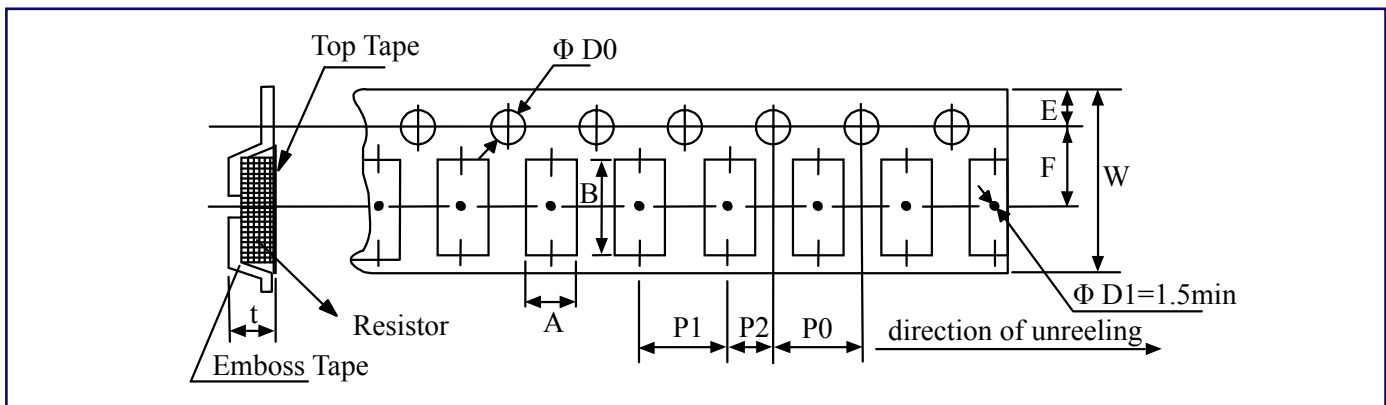 Top Tape
Φ D0
E
F
W
B
Φ D1=1.5min
t
Resistor
A
P1
P2
P0
direction of unreeling
Emboss Tape